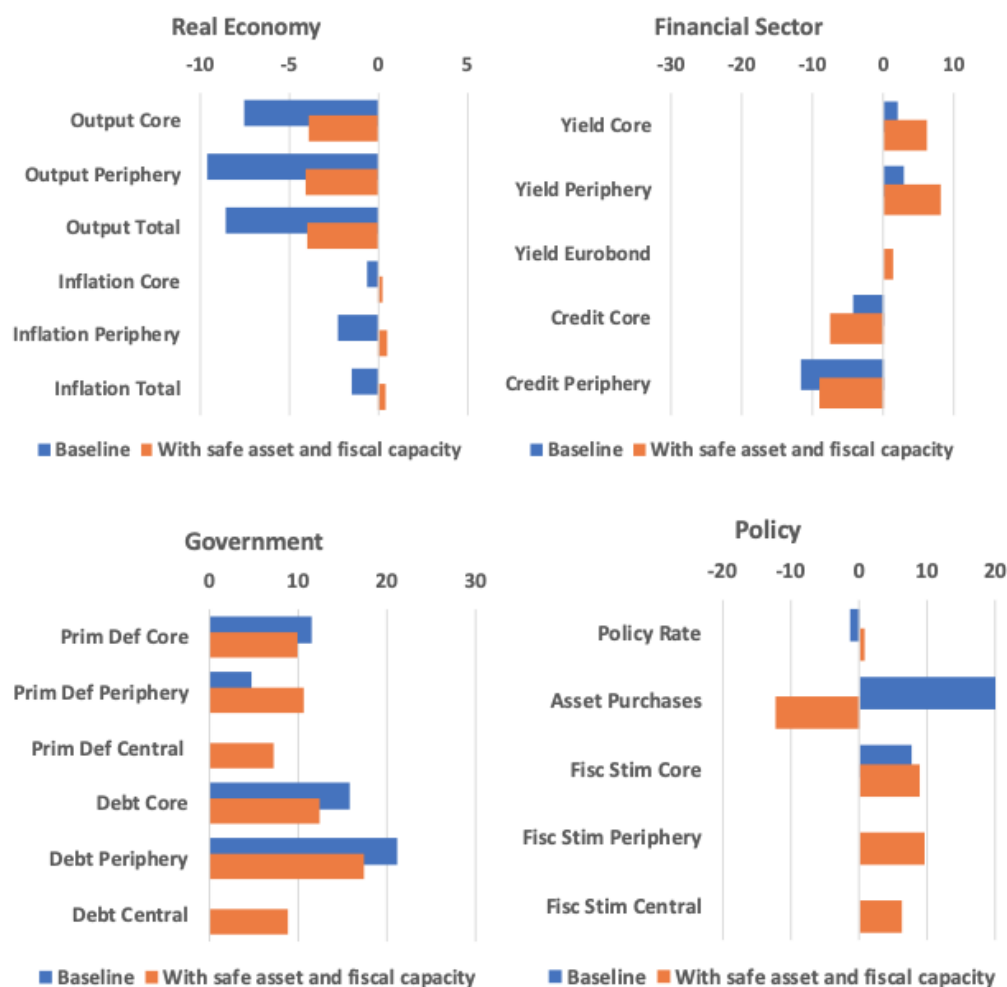 Real Economy
-10 -5 0 5
Output Core
Output Periphery
Output Total
Inflation Core
Inflation Periphery
Inflation Total
Baseline With safe asset and fiscal capacity
Financial Sector
-30 -20 -10 0 10
Yield Core
Yield Periphery
Yield Eurobond
Credit Core
Credit Periphery
Baseline With safe asset and fiscal capacity
Government
0 10 20 30
Prim Def Core
Prim Def Periphery
Prim Def Central
Debt Core
Debt Periphery
Debt Central
Baseline With safe asset and fiscal capacity
Policy
-20 -10 0 10 20
Policy Rate
Asset Purchases
Fisc Stim Core
Fisc Stim Periphery
Fisc Stim Central
Baseline With safe asset and fiscal capacity